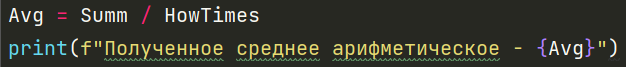 Avg = Summ / HowTimes
print(f"Полученное среднее арифметическое - {Avg}")